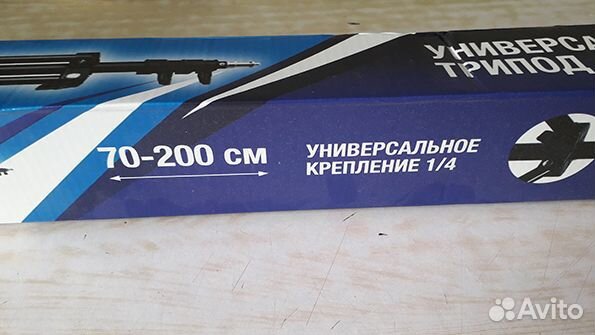 УНИВЕРСА
ТРИПОД
70-200 СМ
УНИВЕРСАЛЬНОЕ
КРЕПЛЕНИЕ 1/4
Avito